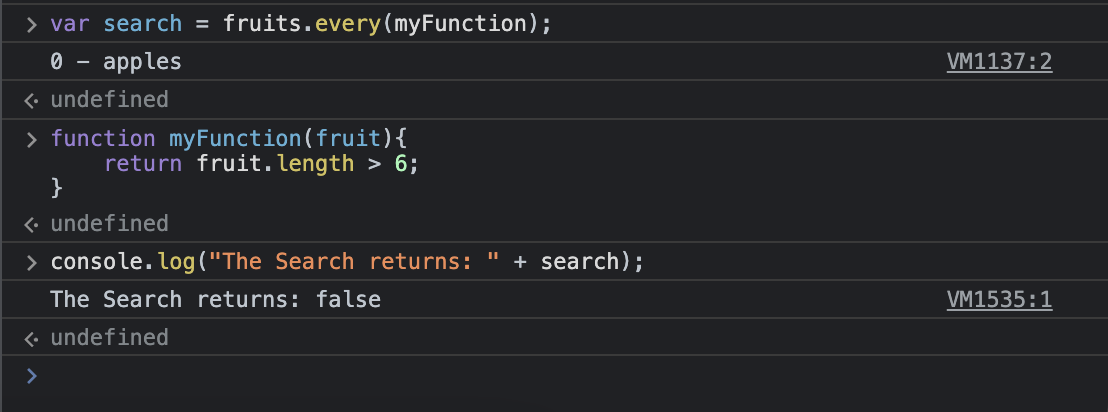 > var search = fruits.every(myFunction);
0 – apples VM1137:2
<· undefined
> function myFunction(fruit){
return fruit.length > 6;
}
<· undefined
> console.log("The Search returns: " + search);
The Search returns: false VM1535:1
<· undefined
>